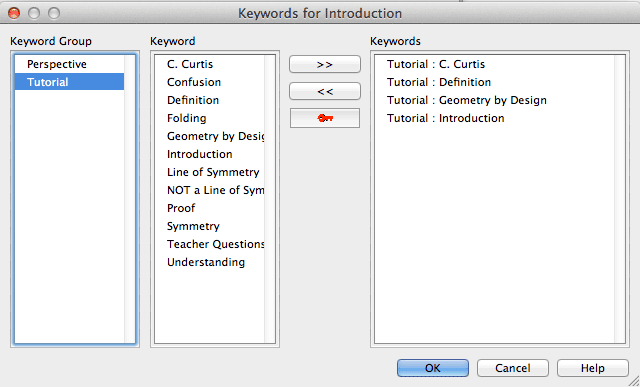 Keywords for Introduction
Keyword Group
Perspective
Tutorial
Keyword
C. Curtis
Confusion
Definition
Folding
Geometry by Desig
Introduction
Line of Symmetry
NOT a Line of Sym
Proof
Symmetry
Teacher Questions
Understanding
>>
<<
Keywords
Tutorial : C. Curtis
Tutorial : Definition
Tutorial : Geometry by Design
Tutorial : Introduction
OK
Cancel
Help